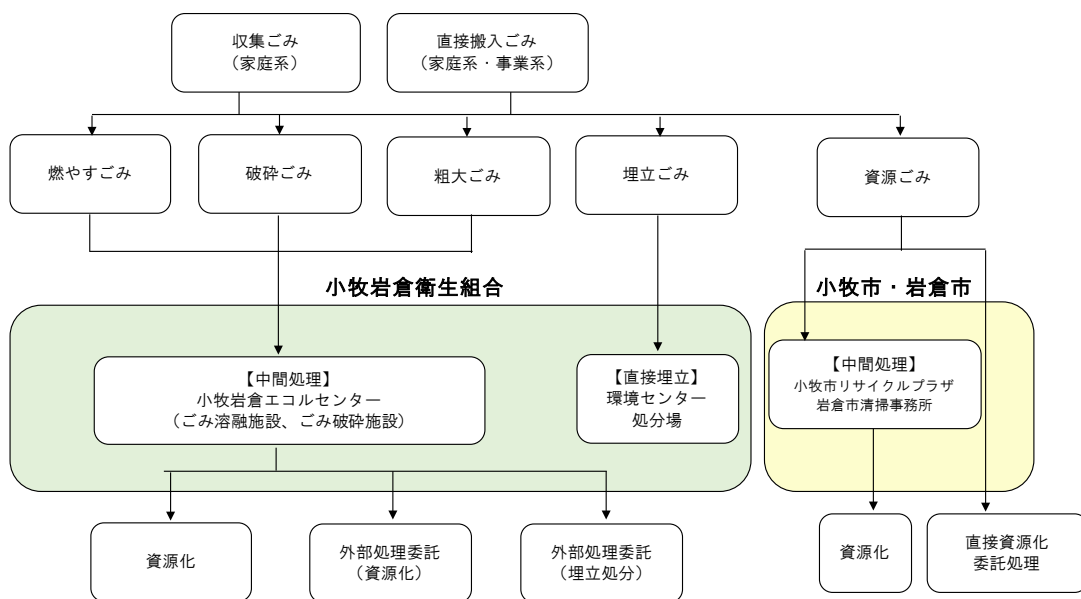 収集ごみ
(家庭系)
直接搬入ごみ
(家庭系・事業系)
燃やすごみ
破砕ごみ
粗大ごみ
埋立ごみ
資源ごみ
小牧岩倉衛生組合
小牧市・岩倉市
【中間処理】
小牧岩倉エコルセンター
(ごみ溶融施設、ごみ破砕施設)
【直接埋立】
環境センター
処分場
【中間処理】
小牧市リサイクルプラザ
岩倉市清掃事務所
資源化
外部処理委託
(資源化)
外部処理委託
(埋立処分)
資源化
直接資源化
委託処理